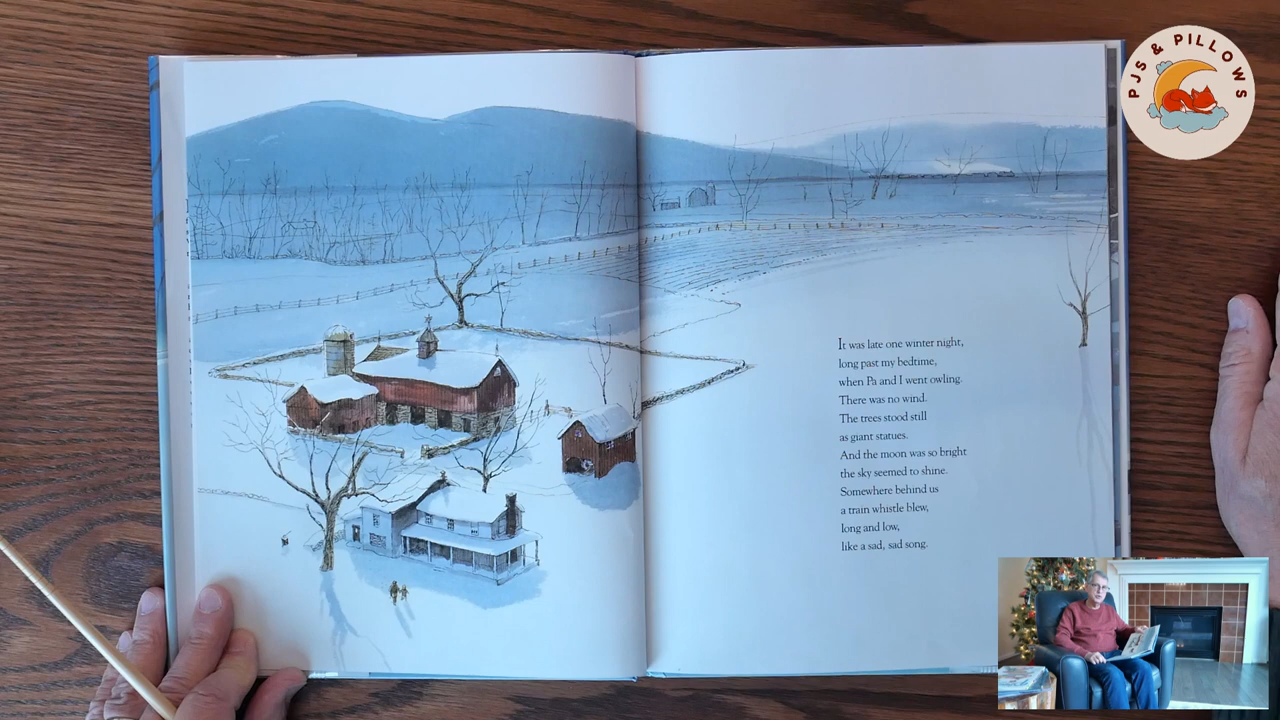 PJS & PILLOWS
It was late one winter night,
long past my bedtime,
when Pa and I went owling.
There was no wind.
The trees stood still
as giant statues.
And the moon was so bright
the sky seemed to shine.
Somewhere behind us
a train whistle blew,
long and low,
like a sad, sad song.